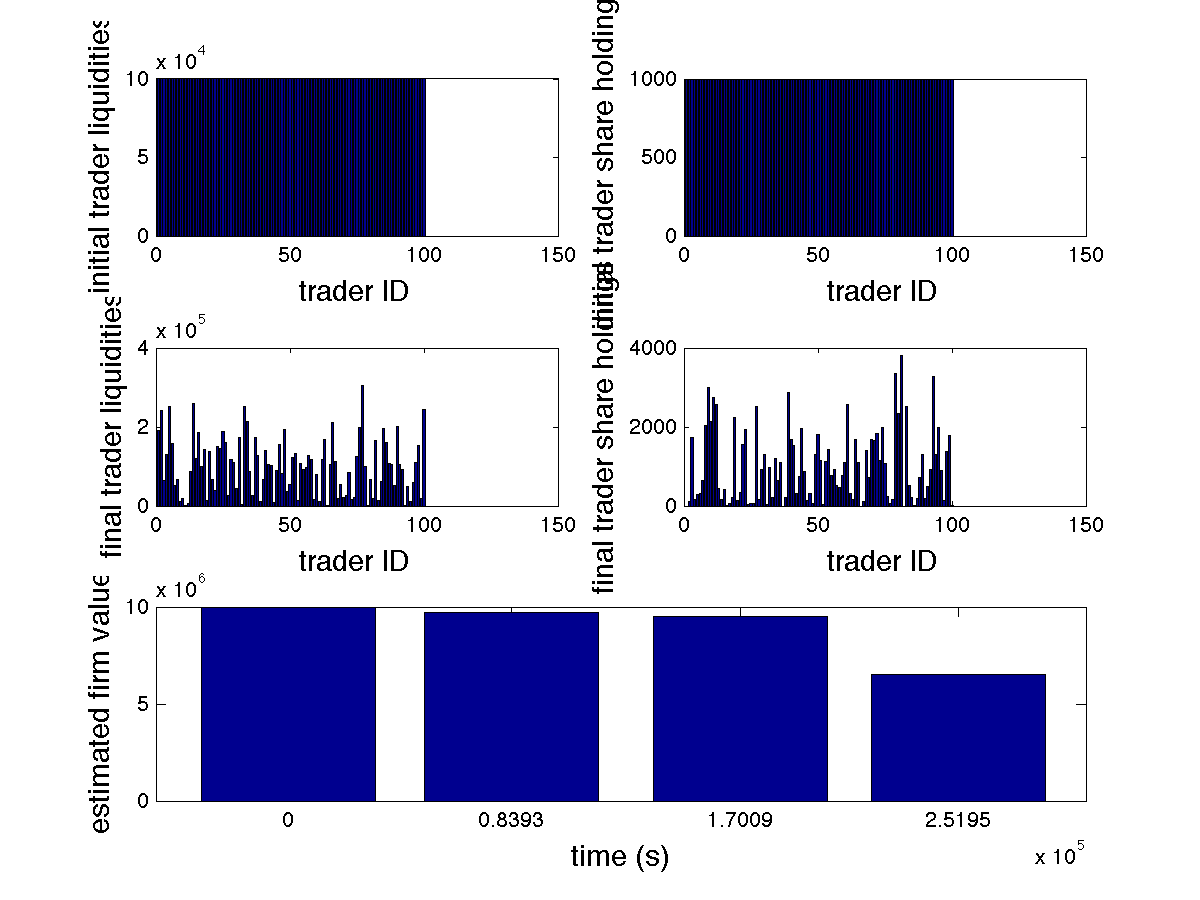 initial trader liquidities
x 10^4
10
5
0
0 50 100 150
trader ID
initial trader share holdings
1000
500
0
0 50 100 150
trader ID
final trader liquidities
x 10^5
4
2
0
0 50 100 150
trader ID
final trader share holdings
4000
2000
0
0 50 100 150
trader ID
estimated firm value
x 10^6
10
5
0
0 0.8393 1.7009 2.5195
time (s)
x 10^5